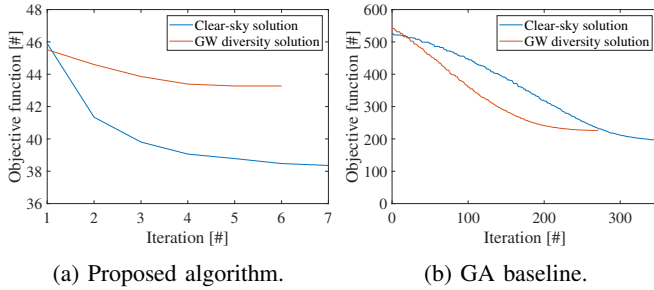 48
46
44
42
40
38
36
Objective function [#]
Clear-sky solution
GW diversity solution
1 2 3 4 5 6 7
Iteration [#]
(a) Proposed algorithm.
600
500
400
300
200
100
0
Objective function [#]
Clear-sky solution
GW diversity solution
0 100 200 300
Iteration [#]
(b) GA baseline.